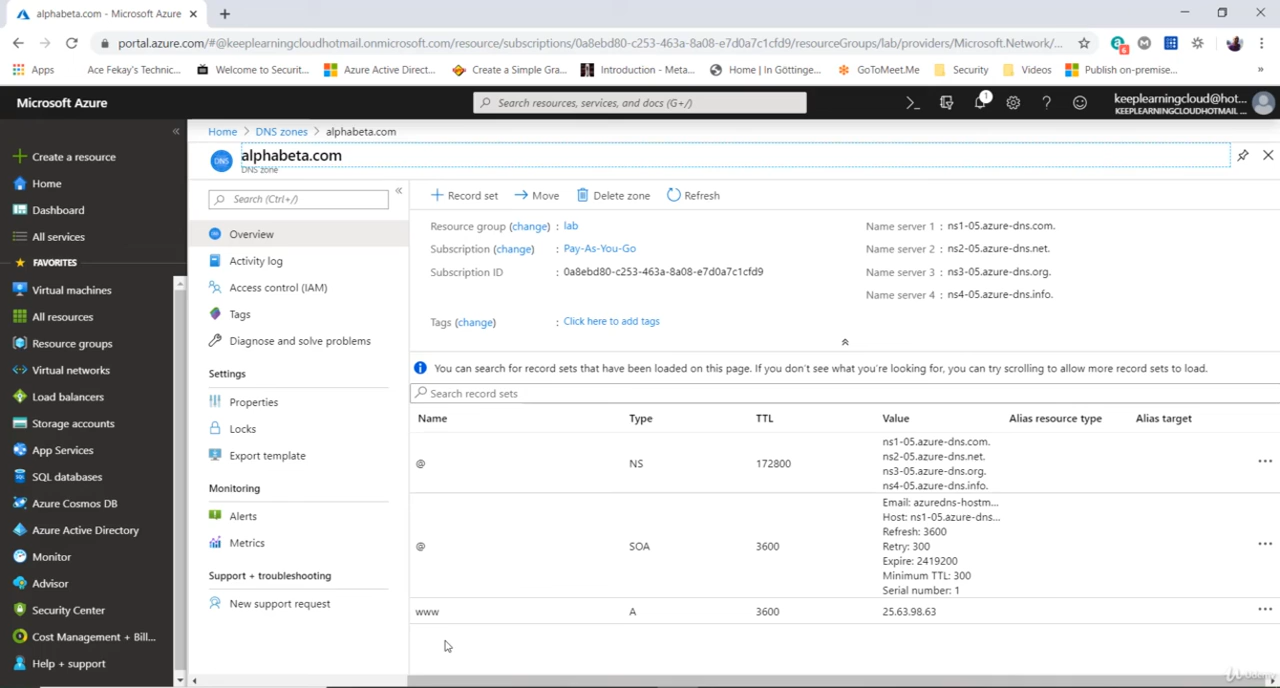 alphabeta.com - Microsoft Azure
portal.azure.com/#@keeplearningcloudhotmail.onmicrosoft.com/resource/subscriptions/0a8ebd80-c253-463a-8a08-e7d0a7c1cfd9/resourceGroups/lab/providers/Microsoft.Network/...
6
Apps
Ace Fekay's Technic...
Welcome to Securit...
Azure Active Direct...
Create a Simple Gra...
Introduction - Meta...
Home | In Göttinge...
GoToMeet.Me
Security
Videos
Publish on-premise...
»
Microsoft Azure
Search resources, services, and docs (G+/)
1
keeplearningcloud@hot...
KEEPLEARNINGCLOUDHOTMAIL ...
Home > DNS zones > alphabeta.com
DNS
alphabeta.com
DNS zone
Create a resource
Home
Dashboard
All services
FAVORITES
Virtual machines
All resources
Resource groups
Virtual networks
Load balancers
Storage accounts
App Services
SQL databases
Azure Cosmos DB
Azure Active Directory
Monitor
Advisor
Security Center
Cost Management + Bill...
Help + support
Search (Ctrl+/)
Overview
Activity log
Access control (IAM)
Tags
Diagnose and solve problems
Settings
Properties
Locks
Export template
Monitoring
Alerts
Metrics
Support + troubleshooting
New support request
Record set
Move
Delete zone
Refresh
Resource group (change) : lab
Subscription (change) : Pay-As-You-Go
Subscription ID : 0a8ebd80-c253-463a-8a08-e7d0a7c1cfd9
Tags (change) : Click here to add tags
Name server 1 : ns1-05.azure-dns.com.
Name server 2 : ns2-05.azure-dns.net.
Name server 3 : ns3-05.azure-dns.org.
Name server 4 : ns4-05.azure-dns.info.
You can search for record sets that have been loaded on this page. If you don't see what you're looking for, you can try scrolling to allow more record sets to load.
Search record sets
Name Type TTL Value Alias resource type Alias target
@ NS 172800
ns1-05.azure-dns.com.
ns2-05.azure-dns.net.
ns3-05.azure-dns.org.
ns4-05.azure-dns.info.
@ SOA 3600
Email: azuredns-hostm...
Host: ns1-05.azure-dns...
Refresh: 3600
Retry: 300
Expire: 2419200
Minimum TTL: 300
Serial number: 1
www A 3600 25.63.98.63
Udemy